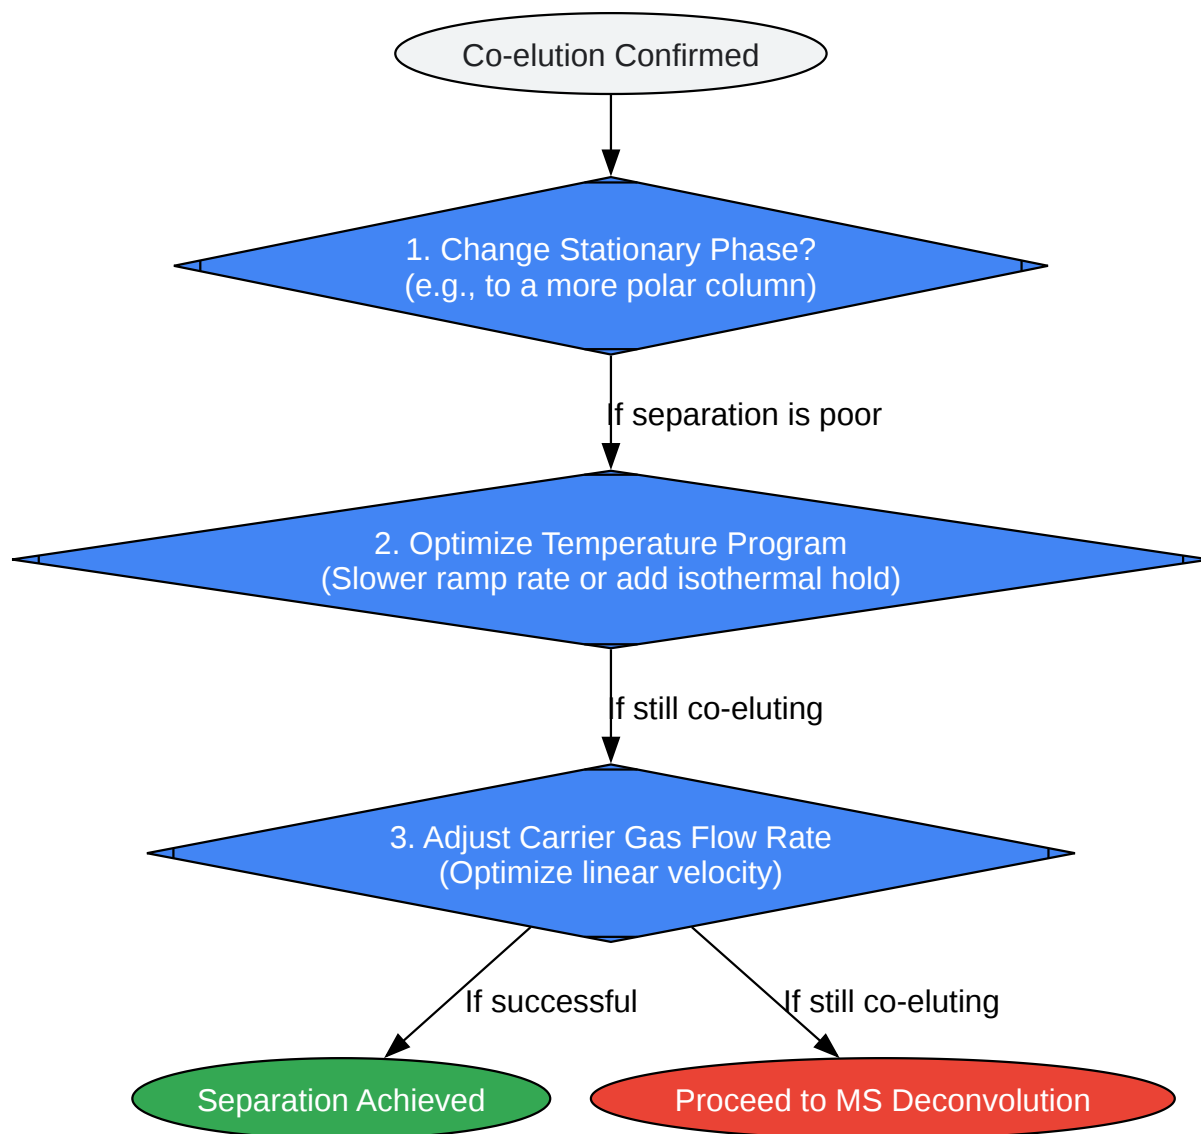 Co-elution Confirmed
1. Change Stationary Phase?
(e.g., to a more polar column)
If separation is poor
2. Optimize Temperature Program
(Slower ramp rate or add isothermal hold)
If still co-eluting
3. Adjust Carrier Gas Flow Rate
(Optimize linear velocity)
If successful
If still co-eluting
Separation Achieved
Proceed to MS Deconvolution